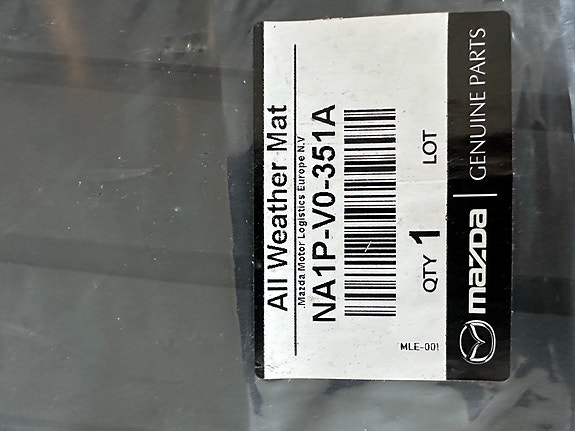 All Weather Mat
.Mazda Motor Logistics Europe N.V
NA1P-V0-351A
QTY 1 LOT
MLE-001
mazda | GENUINE PARTS